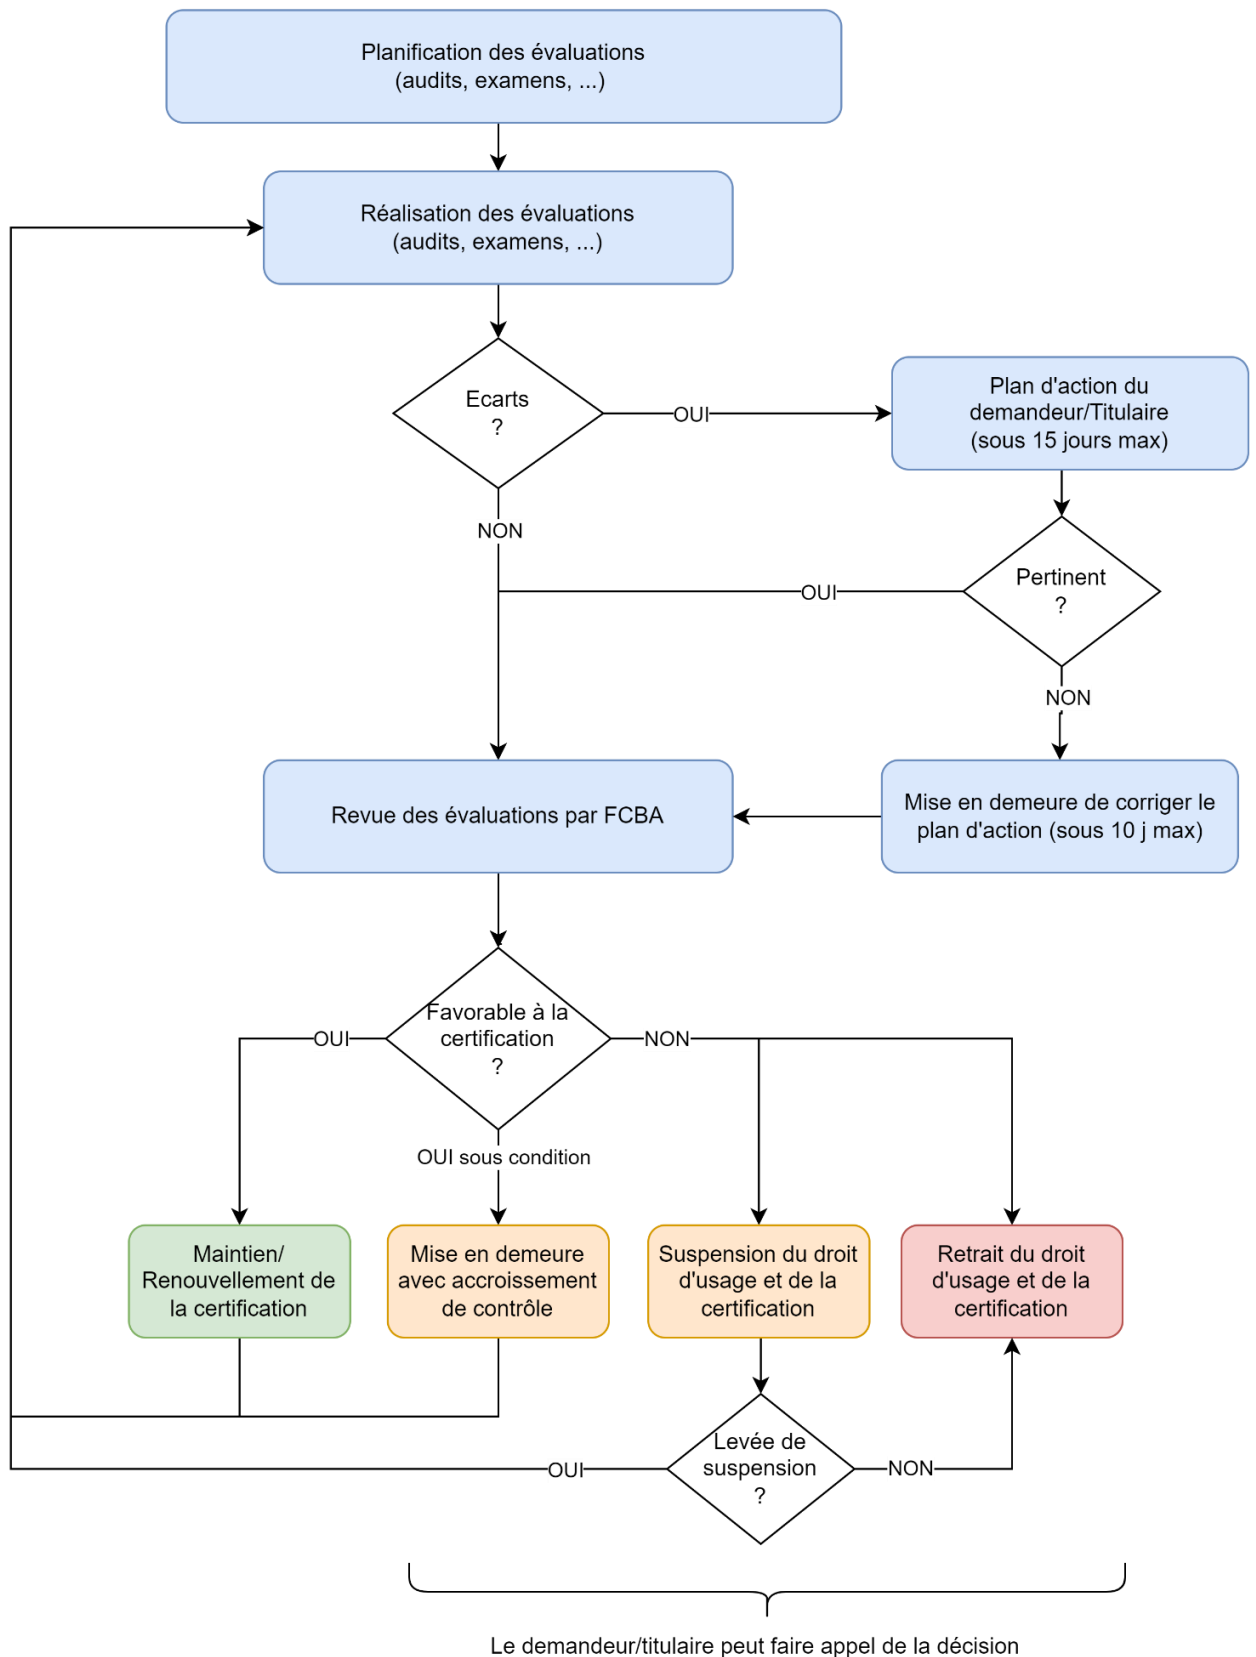 Planification des évaluations
(audits, examens, ...)
Réalisation des évaluations
(audits, examens, ...)
Ecarts
?
OUI
Plan d'action du
demandeur/Titulaire
(sous 15 jours max)
NON
Pertinent
?
OUI
NON
Revue des évaluations par FCBA
Mise en demeure de corriger le
plan d'action (sous 10 j max)
Favorable à la
certification
?
OUI
NON
OUI sous condition
Maintien/
Renouvellement de
la certification
Mise en demeure
avec accroissement
de contrôle
Suspension du droit
d'usage et de la
certification
Retrait du droit
d'usage et de la
certification
Levée de
suspension
?
OUI
NON
Le demandeur/titulaire peut faire appel de la décision